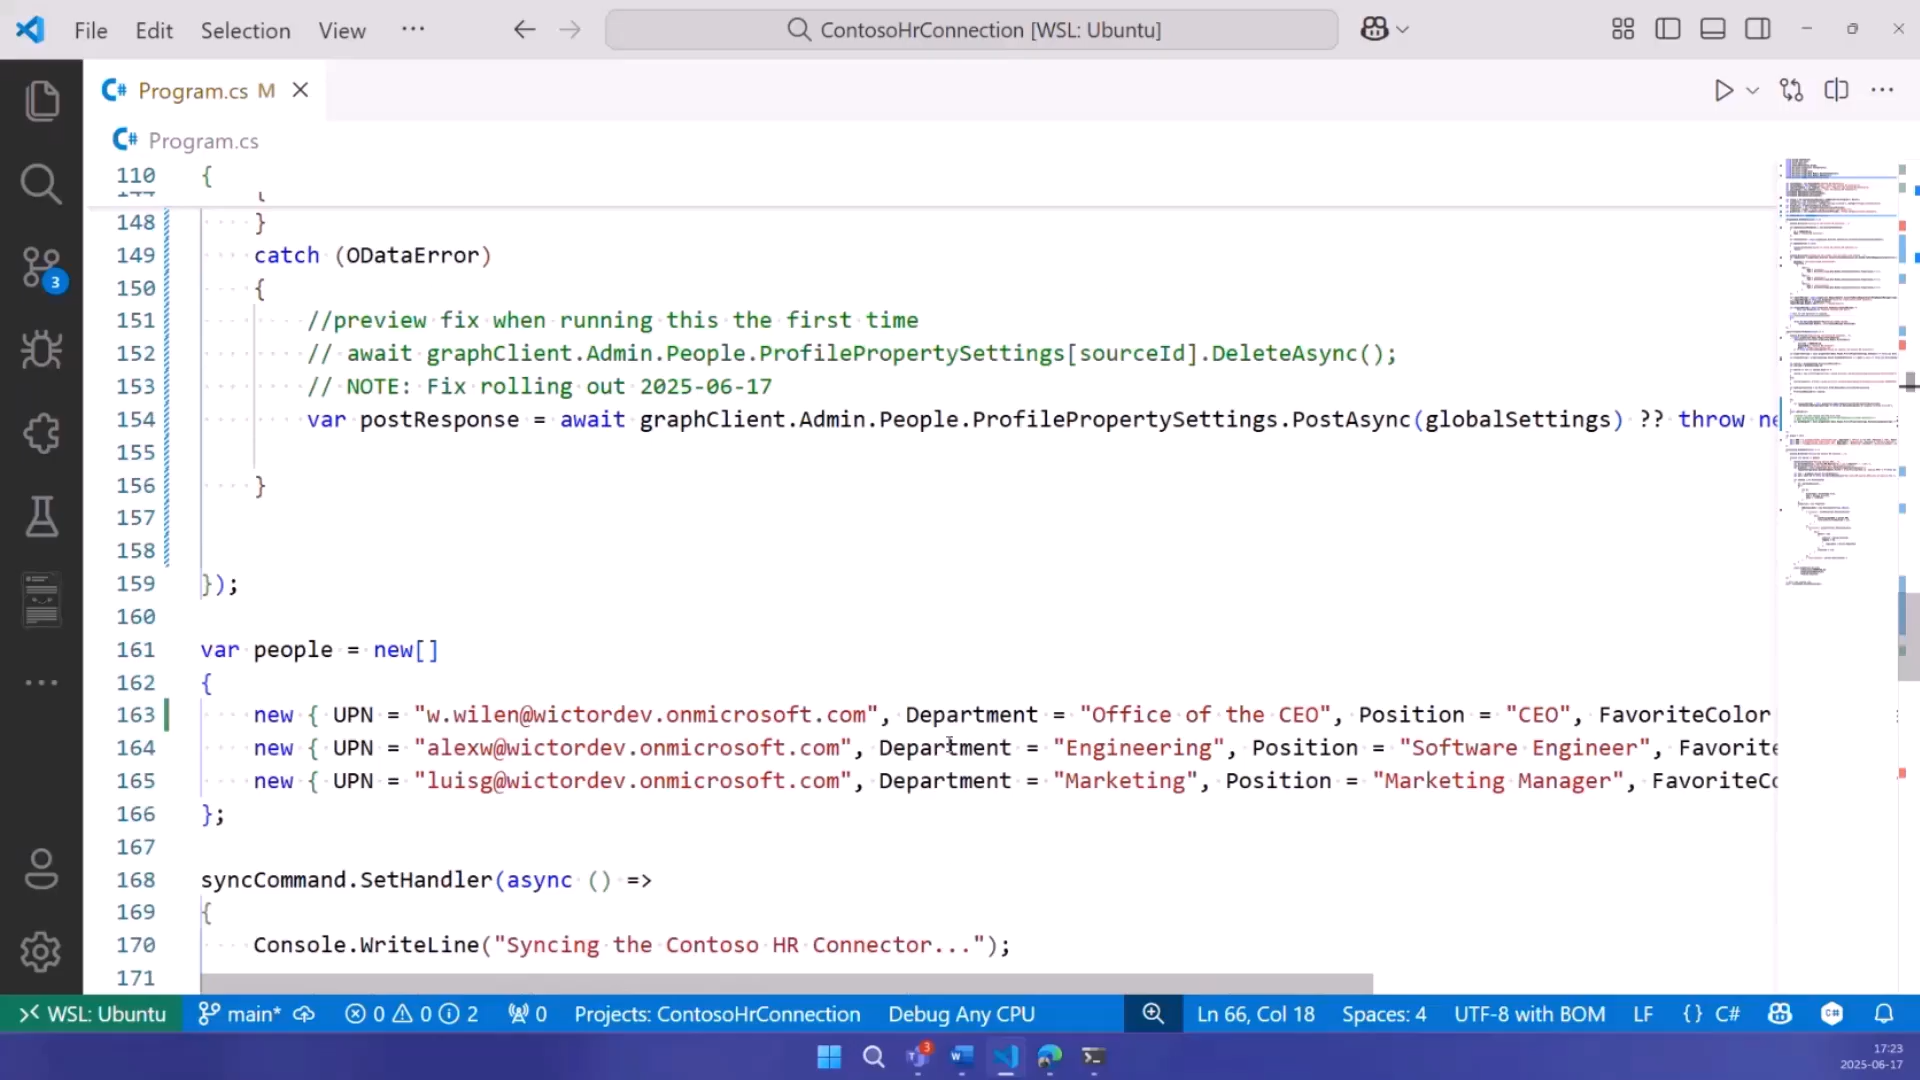 File Edit Selection View ... ContosoHrConnection [WSL: Ubuntu]
Program.cs M
Program.cs
110 {
148 }
149 catch (ODataError)
150 {
151 //preview fix when running this the first time
152 // await graphClient.Admin.People.ProfilePropertySettings[sourceId].DeleteAsync();
153 // NOTE: Fix rolling out 2025-06-17
154 var postResponse = await graphClient.Admin.People.ProfilePropertySettings.PostAsync(globalSettings) ?? throw ne
155
156 }
157
158
159 });
160
161 var people = new[]
162 {
163 new { UPN = "w.wilen@wictordev.onmicrosoft.com", Department = "Office of the CEO", Position = "CEO", FavoriteColor
164 new { UPN = "alexw@wictordev.onmicrosoft.com", Department = "Engineering", Position = "Software Engineer", Favorite
165 new { UPN = "luisg@wictordev.onmicrosoft.com", Department = "Marketing", Position = "Marketing Manager", FavoriteCo
166 };
167
168 syncCommand.SetHandler(async () =>
169 {
170 Console.WriteLine("Syncing the Contoso HR Connector...");
171
3
WSL: Ubuntu main* 0 0 2 0 Projects: ContosoHrConnection Debug Any CPU Ln 66, Col 18 Spaces: 4 UTF-8 with BOM LF {} C#
3
17:23
2025-06-17